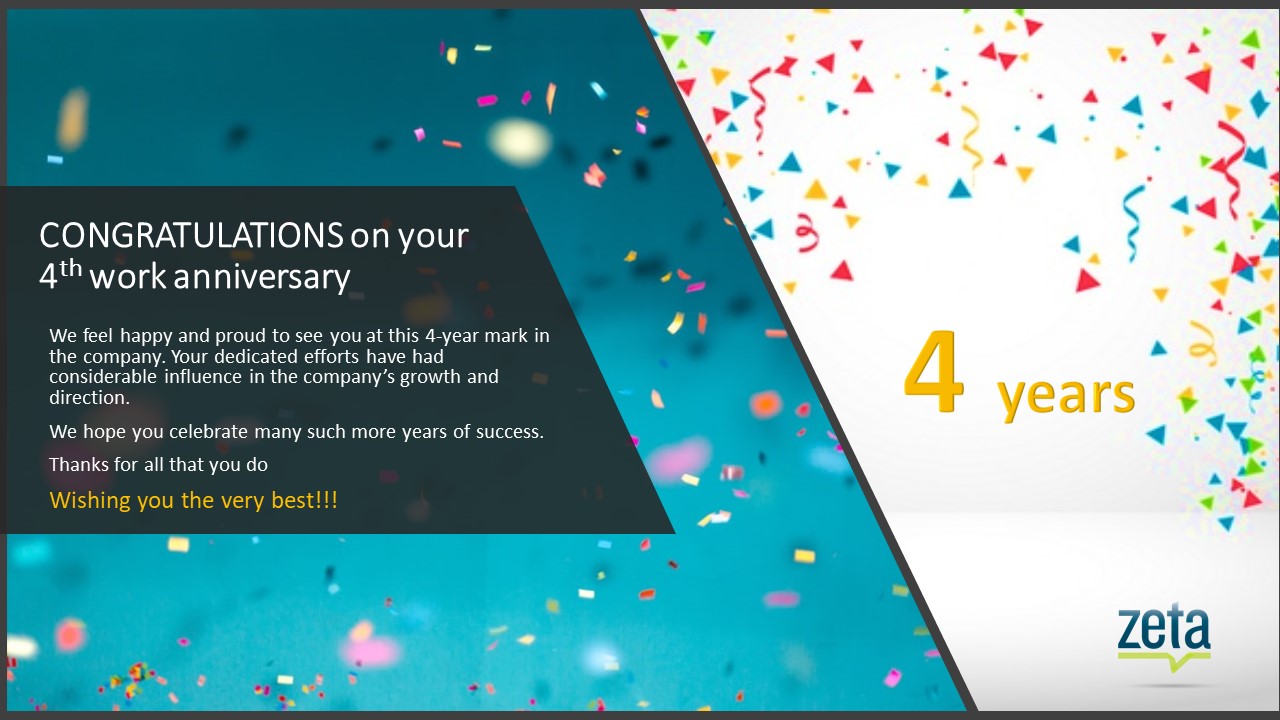 CONGRATULATIONS on your
4th work anniversary
We feel happy and proud to see you at this 4-year mark in
the company. Your dedicated efforts have had
considerable influence in the company’s growth and
direction.
We hope you celebrate many such more years of success.
Thanks for all that you do
Wishing you the very best!!!
4 years
zeta